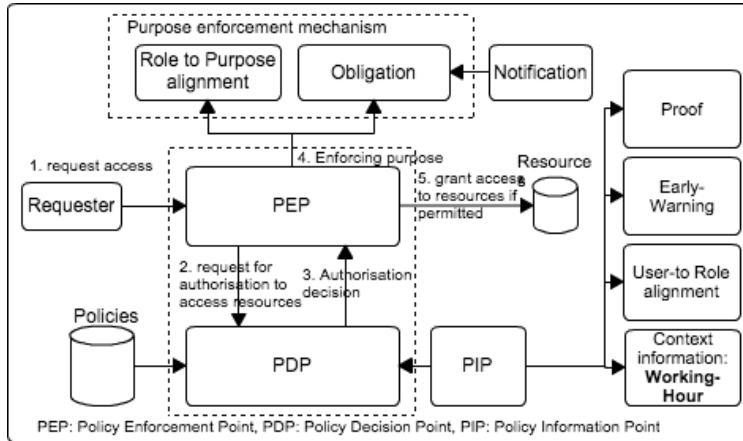 Purpose enforcement mechanism
Role to Purpose
alignment
Obligation
Notification
Proof
4. Enforcing purpose
1. request access
Resource
s
Requester
PEP
5. grant access
to resources if
permitted
Early-
Warning
2. request for
authorisation to
access resources
3. Authorisation
decision
User-to Role
alignment
Policies
PDP
PIP
Context
information:
Working-
Hour
PEP: Policy Enforcement Point, PDP: Policy Decision Point, PIP: Policy Information Point